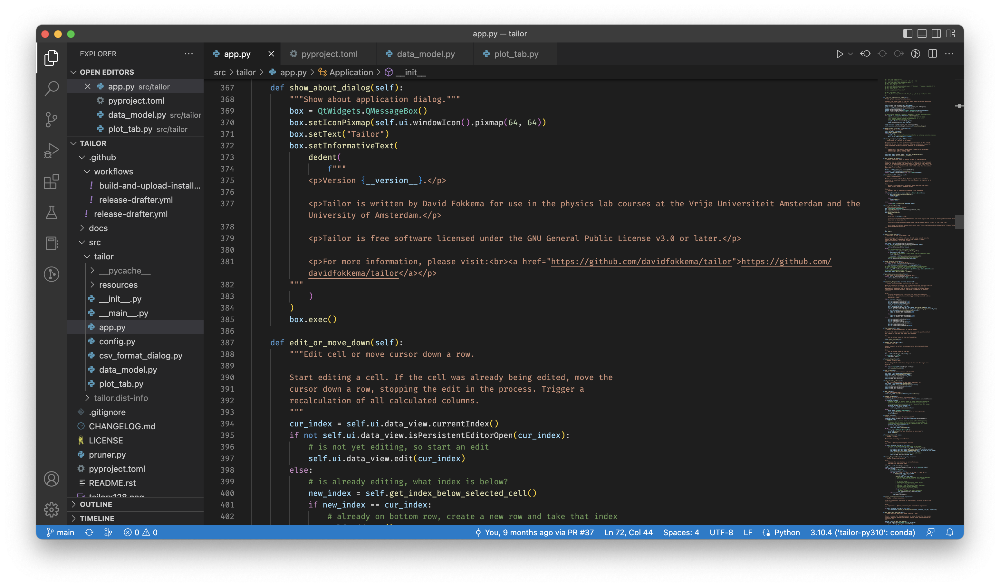 app.py — tailor
EXPLORER
OPEN EDITORS
app.py src/tailor
pyproject.toml
data_model.py src/tailor
plot_tab.py src/tailor
TAILOR
.github
workflows
build-and-upload-install...
release-drafter.yml
release-drafter.yml
docs
src
tailor
__pycache__
resources
__init__.py
__main__.py
app.py
config.py
csv_format_dialog.py
data_model.py
plot_tab.py
tailor.dist-info
.gitignore
CHANGELOG.md
LICENSE
pruner.py
pyproject.toml
README.rst
tailorx128.png
OUTLINE
TIMELINE
app.py pyproject.toml data_model.py plot_tab.py
src > tailor > app.py > Application > __init__
367 def show_about_dialog(self):
368 """Show about application dialog."""
369 box = QtWidgets.QMessageBox()
370 box.setIconPixmap(self.ui.windowIcon().pixmap(64, 64))
371 box.setText("Tailor")
372 box.setInformativeText(
373 dedent(
374 f"""
375 <p>Version {__version__}.</p>
376
377 <p>Tailor is written by David Fokkema for use in the physics lab courses at the Vrije Universiteit Amsterdam and the
University of Amsterdam.</p>
378
379 <p>Tailor is free software licensed under the GNU General Public License v3.0 or later.</p>
380
381 <p>For more information, please visit:<br><a href="https://github.com/davidfokkema/tailor">https://github.com/
davidfokkema/tailor</a></p>
382 """
383 )
384 )
385 box.exec()
386
387 def edit_or_move_down(self):
388 """Edit cell or move cursor down a row.
389
390 Start editing a cell. If the cell was already being edited, move the
391 cursor down a row, stopping the edit in the process. Trigger a
392 recalculation of all calculated columns.
393 """
394 cur_index = self.ui.data_view.currentIndex()
395 if not self.ui.data_view.isPersistentEditorOpen(cur_index):
396 # is not yet editing, so start an edit
397 self.ui.data_view.edit(cur_index)
398 else:
399 # is already editing, what index is below?
400 new_index = self.get_index_below_selected_cell()
401 if new_index == cur_index:
402 # already on bottom row, create a new row and take that index
main 0 0 You, 9 months ago via PR #37 Ln 72, Col 44 Spaces: 4 UTF-8 LF Python 3.10.4 ('tailor-py310': conda)